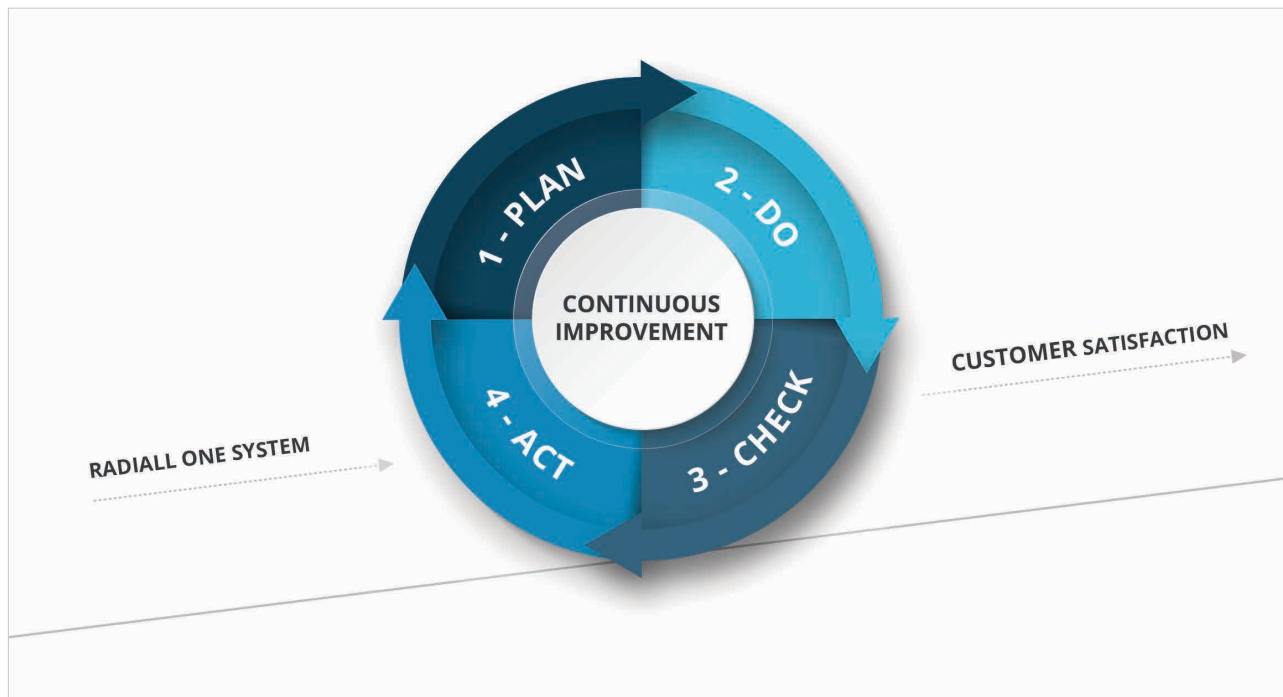 1 - PLAN
2 - DO
CONTINUOUS
IMPROVEMENT
CUSTOMER SATISFACTION
4 - ACT
3 - CHECK
RADIALL ONE SYSTEM